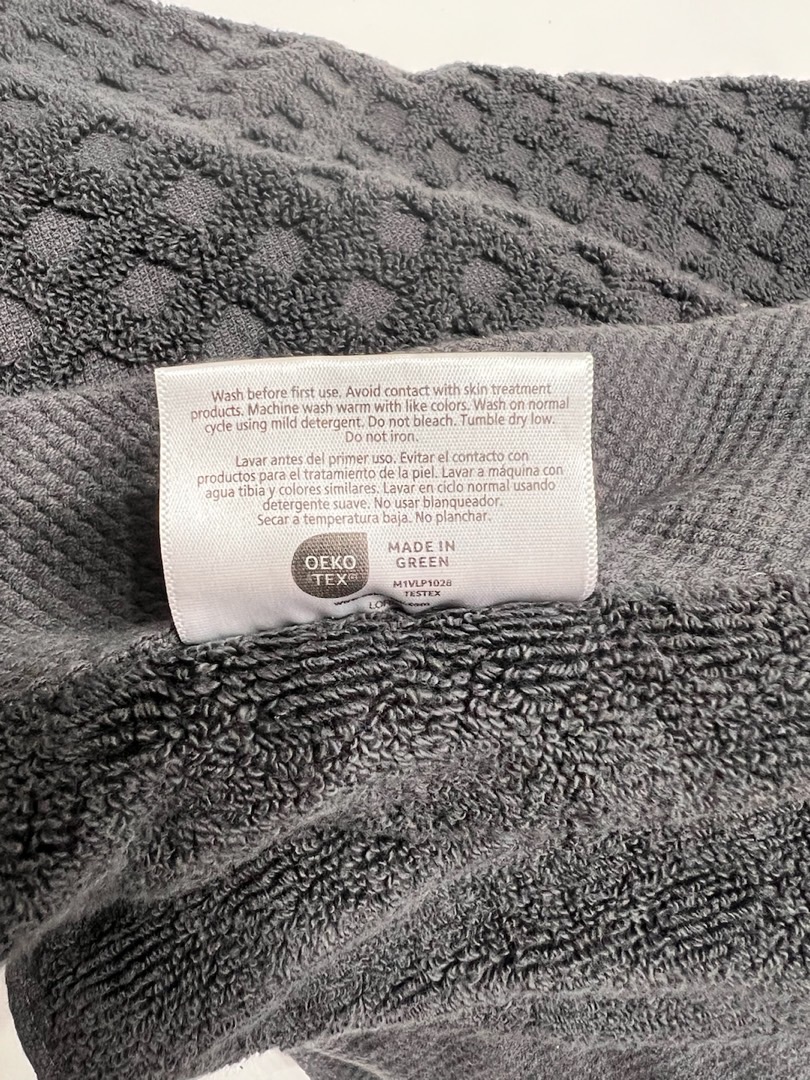 Wash before first use. Avoid contact with skin treatment
products. Machine wash warm with like colors. Wash on normal
cycle using mild detergent. Do not bleach. Tumble dry low.
Do not iron.
Lavar antes del primer uso. Evitar el contacto con
productos para el tratamiento de la piel. Lavar a máquina con
agua tibia y colores similares. Lavar en ciclo normal usando
detergente suave. No usar blanqueador.
Secar a temperatura baja. No planchar.
OEKO
TEX®
MADE IN
GREEN
M1VLP1028
TESTEX